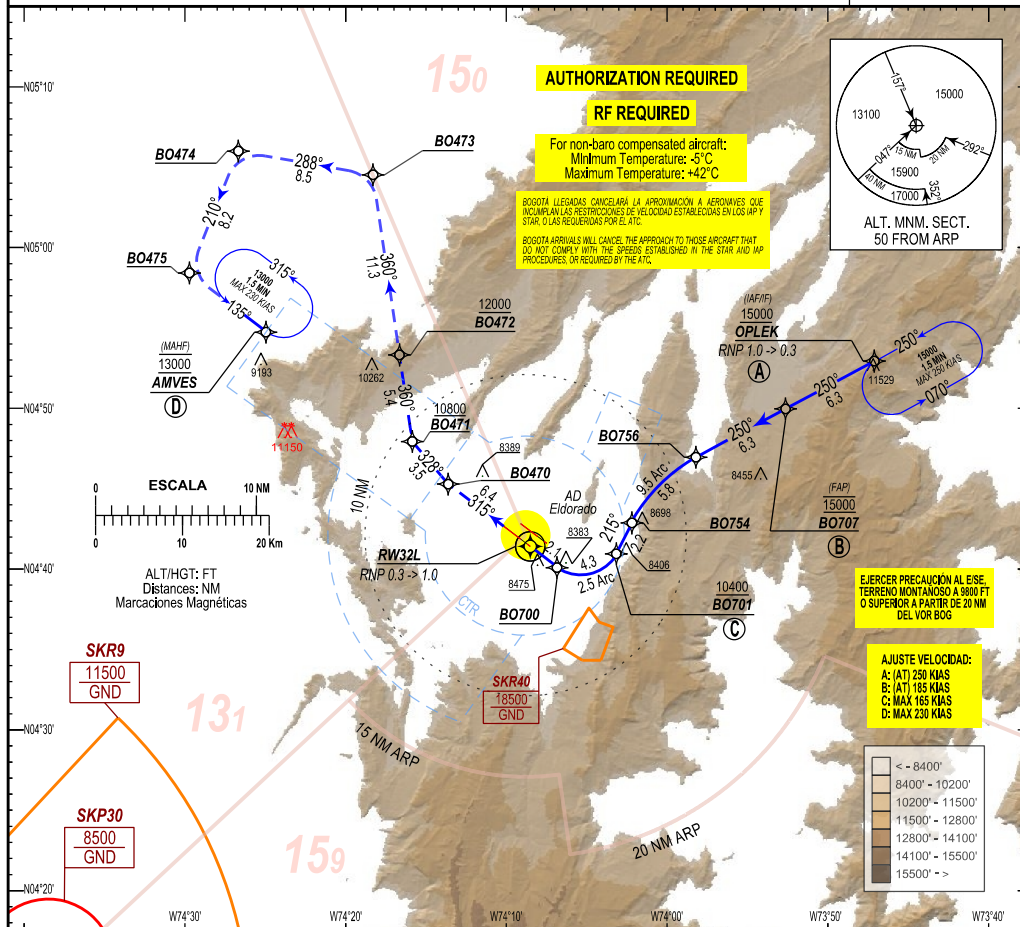 AUTHORIZATION REQUIRED
RF REQUIRED
For non-baro compensated aircraft:
Minimum Temperature: -5°C
Maximum Temperature: +42°C
BOGOTÁ LLEGADAS CANCELARÁ LA APROXIMACIÓN A AERONAVES QUE
INCUMPLAN LAS RESTRICCIONES DE VELOCIDAD ESTABLECIDAS EN LOS IAP Y
STAR, O LAS REQUERIDAS POR EL ATC.
BOGOTA ARRIVALS WILL CANCEL THE APPROACH TO THOSE AIRCRAFT THAT
DO NOT COMPLY WITH THE SPEEDS ESTABLISHED IN THE STAR AND IAP
PROCEDURES, OR REQUIRED BY THE ATC.
157°
15000
13100
047°
15 NM
20 NM
292°
15900
40 NM
17000
352°
ALT. MNM. SECT.
50 FROM ARP
N05°10'
N05°00'
N04°50'
N04°40'
N04°30'
N04°20'
150
131
159
BO474
288°
8.5
BO473
210°
8.2
360°
11.3
BO475
135°
315°
13000
1.5 MIN
MAX 230 KIAS
(MAHF)
13000
AMVES
D
9193
10262
11150
12000
BO472
360°
5.4
10800
BO471
328°
3.5
8389
BO470
6.4
315°
10 NM
(IAF/IF)
15000
OPLEK
RNP 1.0 -> 0.3
A
250°
15000
1.5 MIN
MAX 250 KIAS
070°
11529
250°
6.3
250°
6.3
BO756
8455
(FAP)
15000
BO707
B
9.5 Arc
5.8
8698
BO754
215°
2.2
8406
10400
BO701
C
AD
Eldorado
8383
4.3
2.5 Arc
2.1
BO700
8475
RW32L
RNP 0.3 -> 1.0
CTR
ESCALA
0
10 NM
0
10
20 Km
ALT/HGT: FT
Distances: NM
Marcaciones Magnéticas
EJERCER PRECAUCIÓN AL E/SE,
TERRENO MONTAÑOSO A 9800 FT
O SUPERIOR A PARTIR DE 20 NM
DEL VOR BOG
AJUSTE VELOCIDAD:
A: (AT) 250 KIAS
B: (AT) 185 KIAS
C: MAX 165 KIAS
D: MAX 230 KIAS
SKR9
11500
GND
SKR40
18500
GND
SKP30
8500
GND
15 NM ARP
20 NM ARP
< - 8400'
8400' - 10200'
10200' - 11500'
11500' - 12800'
12800' - 14100'
14100' - 15500'
15500' - >
W74°30'
W74°20'
W74°10'
W74°00'
W73°50'
W73°40'